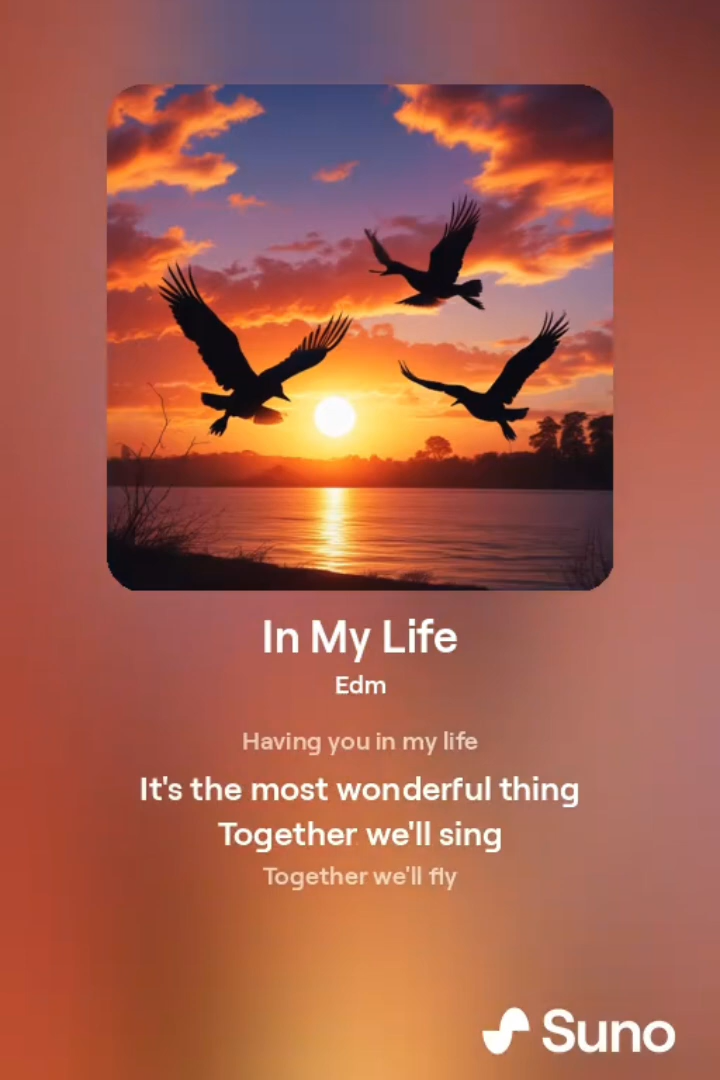 In My Life
Edm
Having you in my life
It's the most wonderful thing
Together we'll sing
Together we'll fly
Suno